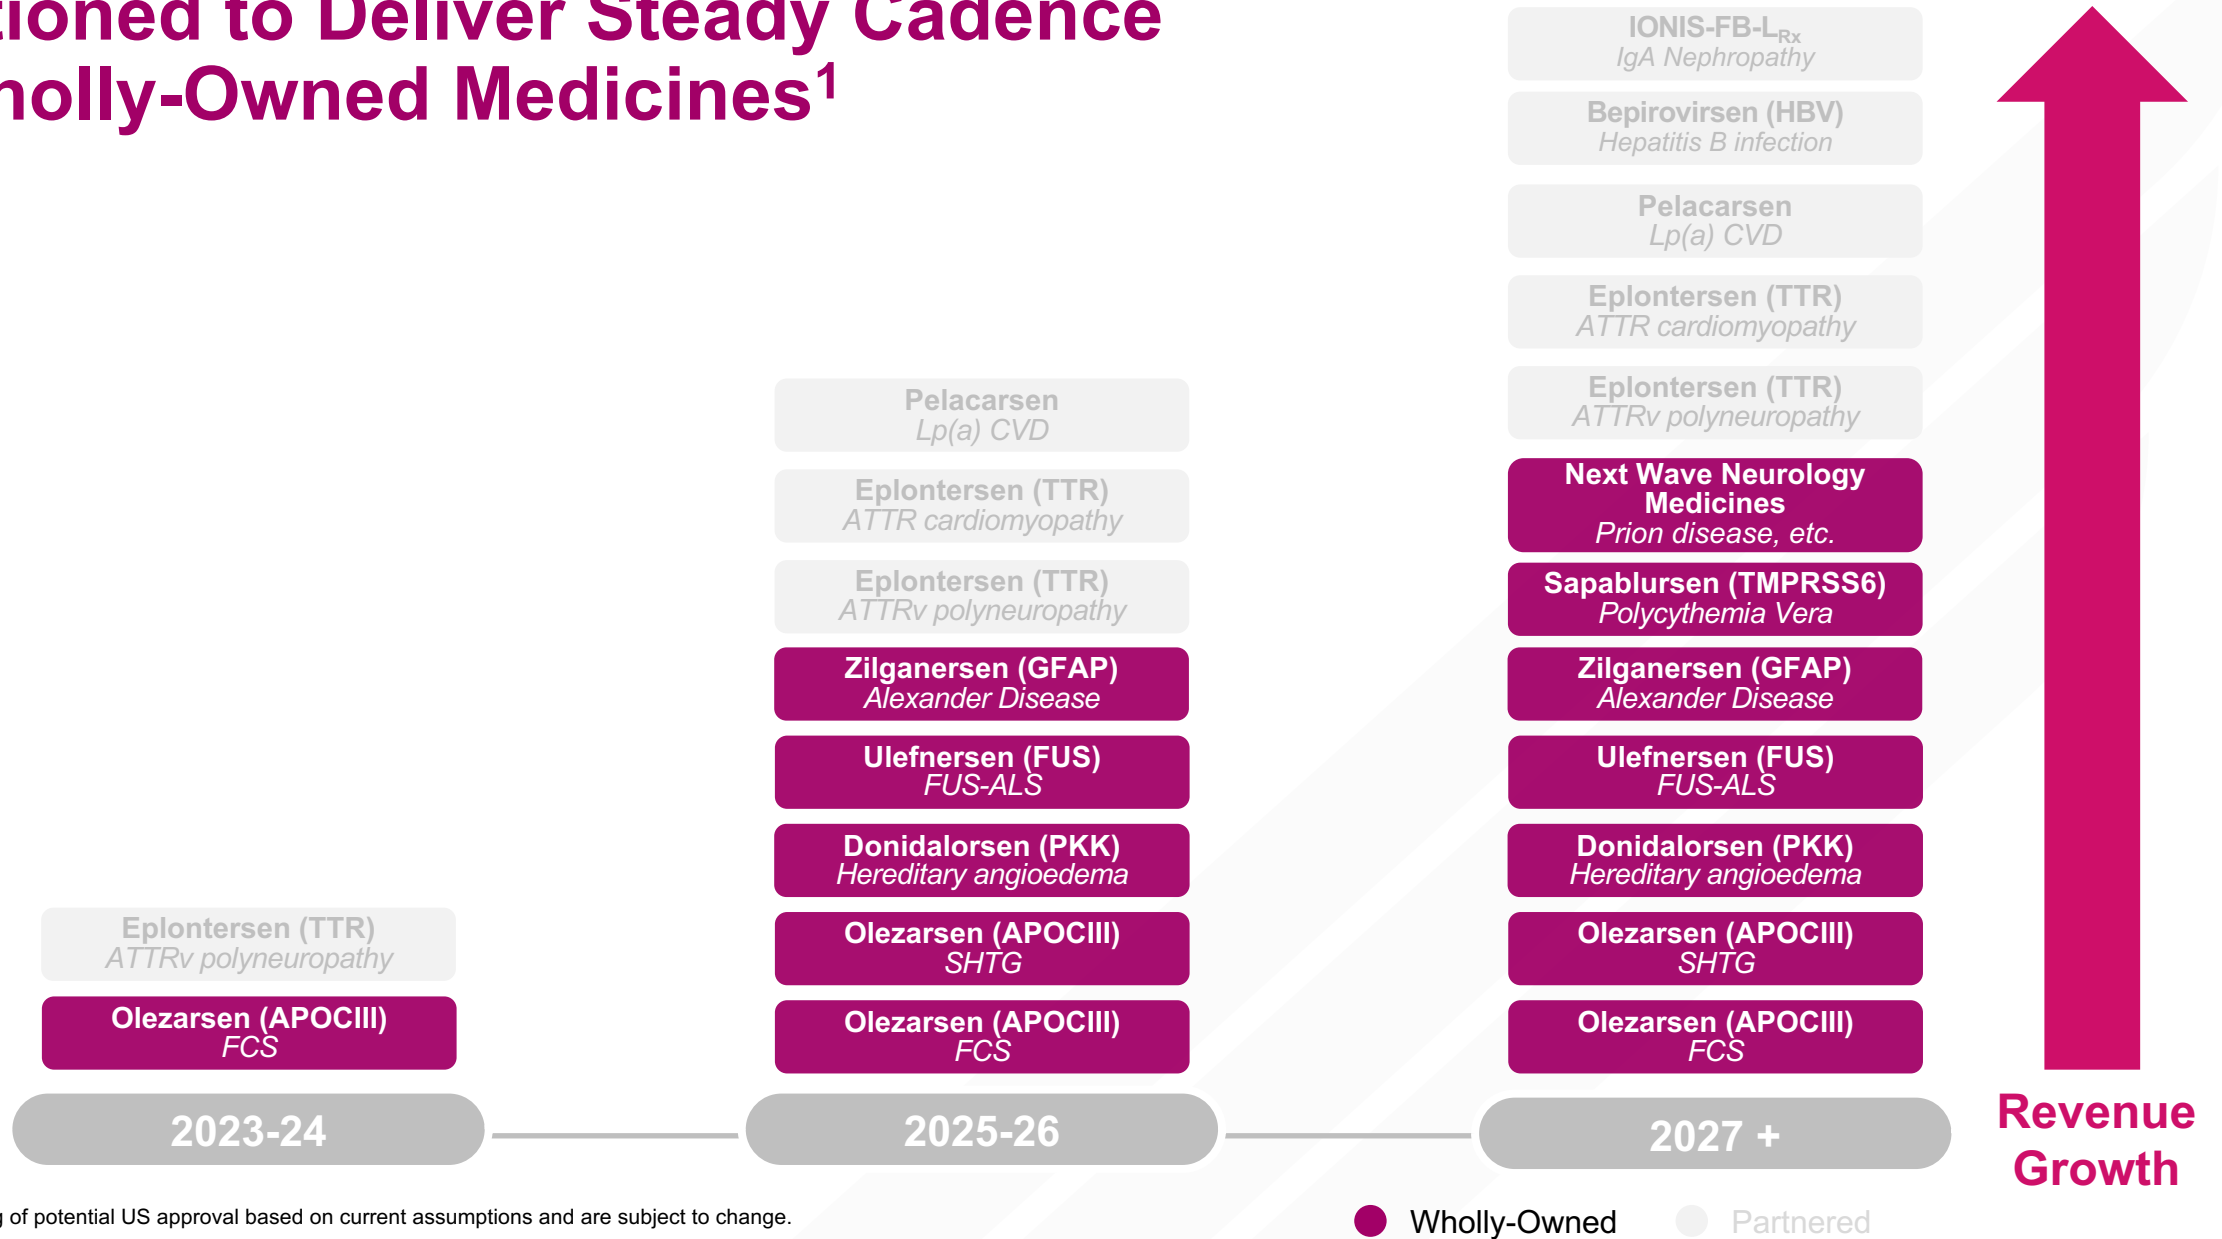 tioned to Deliver Steady Cadence
nolly-Owned Medicines1
Eplontersen (TTR)
ATTRv polyneuropathy
Olezarsen (APOCIII)
FCS
2023-24
Pelacarsen
Lp(a) CVD
Eplontersen (TTR)
ATTR cardiomyopathy
Eplontersen (TTR)
ATTRv polyneuropathy
Zilganersen (GFAP)
Alexander Disease
Ulefnersen (FUS)
FUS-ALS
Donidalorsen (PKK)
Hereditary angioedema
Olezarsen (APOCIII)
SHTG
Olezarsen (APOCIII)
FCS
2025-26
IONIS-FB-LRx
IgA Nephropathy
Bepirovirsen (HBV)
Hepatitis B infection
Pelacarsen
Lp(a) CVD
Eplontersen (TTR)
ATTR cardiomyopathy
Eplontersen (TTR)
ATTRv polyneuropathy
Next Wave Neurology
Medicines
Prion disease, etc.
Sapablursen (TMPRSS6)
Polycythemia Vera
Zilganersen (GFAP)
Alexander Disease
Ulefnersen (FUS)
FUS-ALS
Donidalorsen (PKK)
Hereditary angioedema
Olezarsen (APOCIII)
SHTG
Olezarsen (APOCIII)
FCS
2027 +
Revenue
Growth
g of potential US approval based on current assumptions and are subject to change.
Wholly-Owned
Partnered